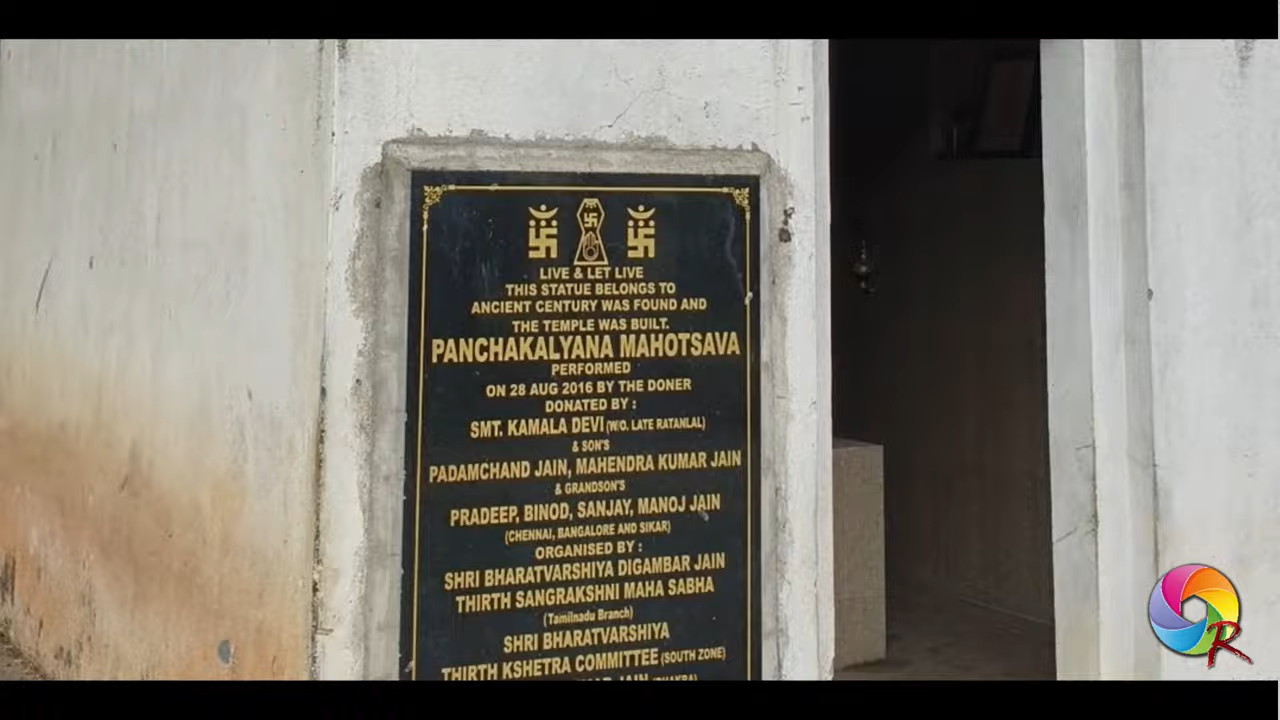 LIVE & LET LIVE
THIS STATUE BELONGS TO
ANCIENT CENTURY WAS FOUND AND
THE TEMPLE WAS BUILT.
PANCHAKALYANA MAHOTSAVA
PERFORMED
ON 28 AUG 2016 BY THE DONER
DONATED BY :
SMT. KAMALA DEVI (W/O. LATE RATANLAL)
& SON'S
PADAMCHAND JAIN, MAHENDRA KUMAR JAIN
& GRANDSON'S
PRADEEP, BINOD, SANJAY, MANOJ JAIN
(CHENNAI, BANGALORE AND SIKAR)
ORGANISED BY :
SHRI BHARATVARSHIYA DIGAMBAR JAIN
THIRTH SANGRAKSHNI MAHA SABHA
(Tamilnadu Branch)
SHRI BHARATVARSHIYA
THIRTH KSHETRA COMMITTEE (SOUTH ZONE)
JAIN
R